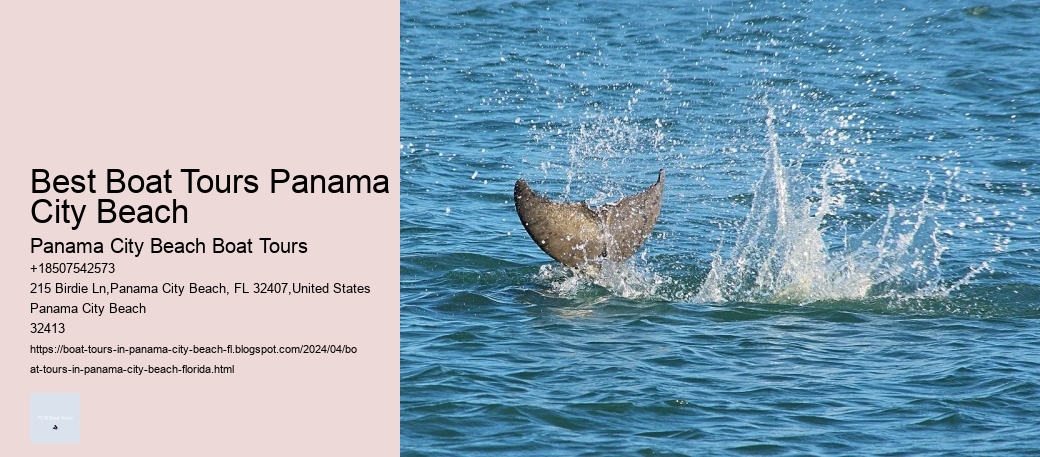 Best Boat Tours Panama
City Beach
Panama City Beach Boat Tours
+18507542573
215 Birdie Ln,Panama City Beach, FL 32407,United States
Panama City Beach
32413
https://boat-tours-in-panama-city-beach-fl.blogspot.com/2024/04/bo
at-tours-in-panama-city-beach-florida.html